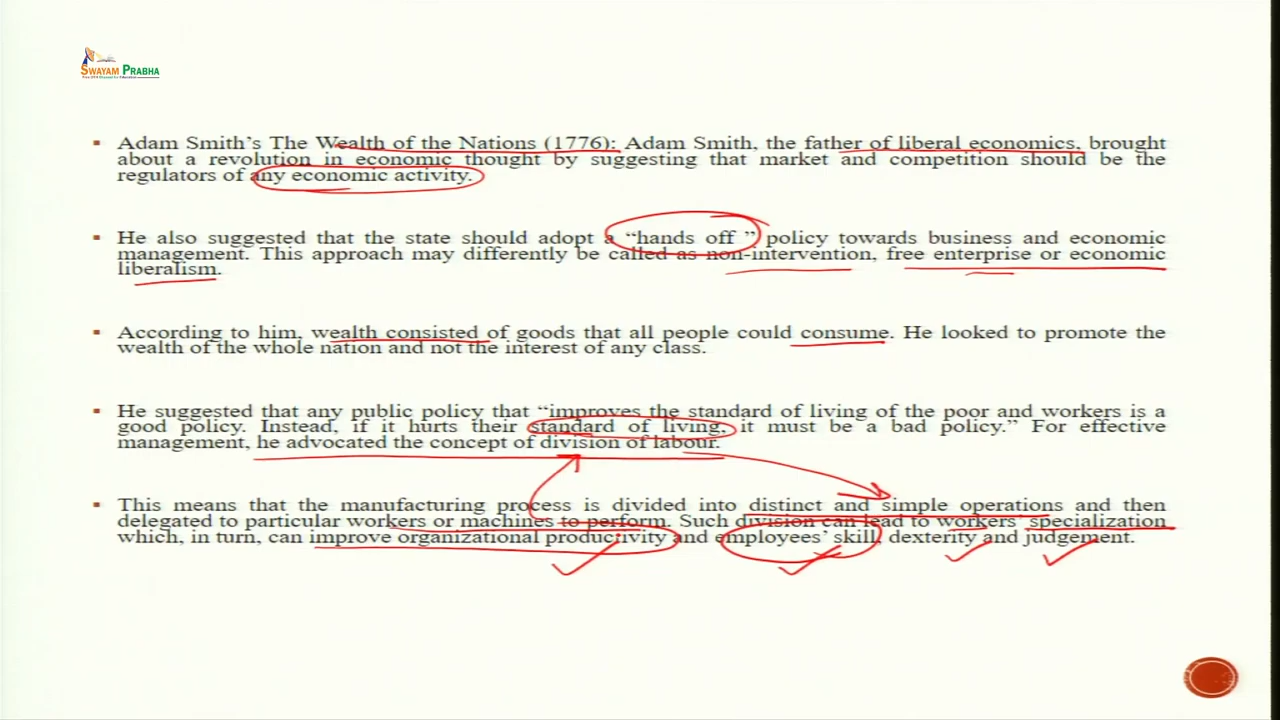 SWAYAM PRABHA
▪ Adam Smith's The Wealth of the Nations (1776): Adam Smith, the father of liberal economics, brought
about a revolution in economic thought by suggesting that market and competition should be the
regulators of any economic activity.
▪ He also suggested that the state should adopt a "hands off" policy towards business and economic
management. This approach may differently be called as non-intervention, free enterprise or economic
liberalism.
▪ According to him, wealth consisted of goods that all people could consume. He looked to promote the
wealth of the whole nation and not the interest of any class.
▪ He suggested that any public policy that "improves the standard of living of the poor and workers is a
good policy. Instead, if it hurts their standard of living, it must be a bad policy." For effective
management, he advocated the concept of division of labour.
▪ This means that the manufacturing process is divided into distinct and simple operations and then
delegated to particular workers or machines to perform. Such division can lead to workers' specialization
which, in turn, can improve organizational productivity and employees' skill, dexterity and judgement.